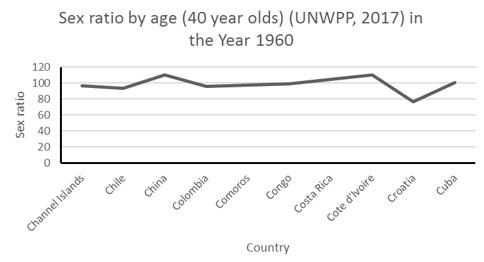 Sex ratio by age (40 year olds) (UNWPP, 2017) in
the Year 1960
120
100
80
60
40
20
0
Sex ratio
Channel Islands
Chile
China
Colombia
Comoros
Congo
Costa Rica
Cote d'Ivoire
Croatia
Cuba
Country